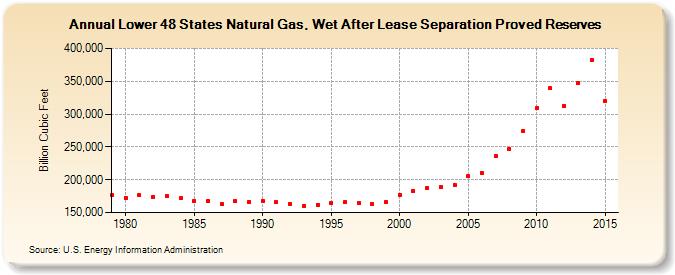 Annual Lower 48 States Natural Gas, Wet After Lease Separation Proved Reserves
Billion Cubic Feet
400,000
350,000
300,000
250,000
200,000
150,000
1980 1985 1990 1995 2000 2005 2010 2015
Source: U.S. Energy Information Administration